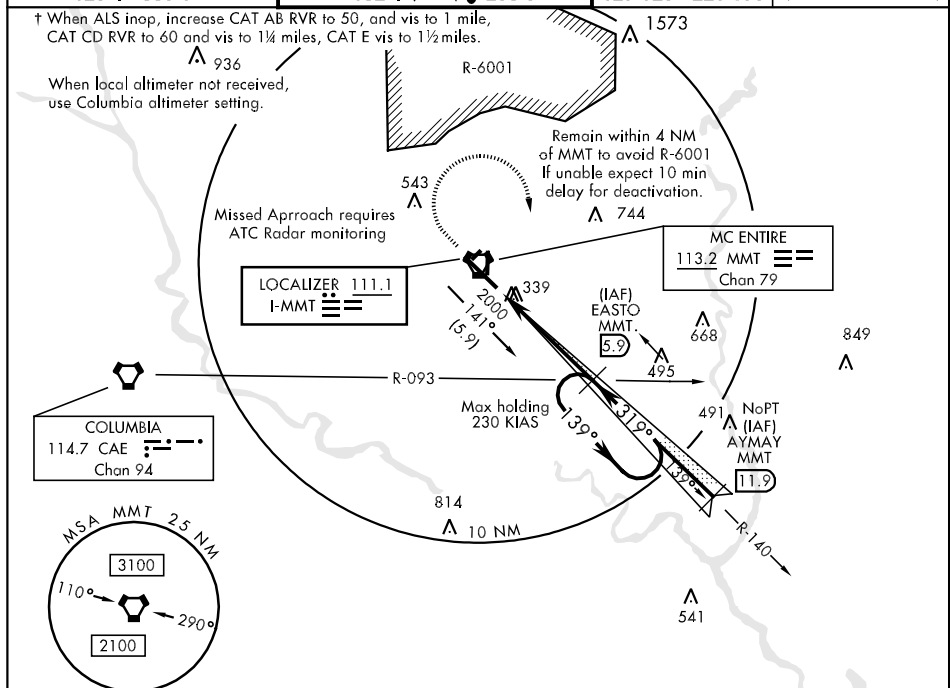 † When ALS inop, increase CAT AB RVR to 50, and vis to 1 mile,
CAT CD RVR to 60 and vis to 1¼ miles, CAT E vis to 1½ miles.
936
When local altimeter not received,
use Columbia altimeter setting.
1573
R-6001
Remain within 4 NM
of MMT to avoid R-6001
If unable expect 10 min
delay for deactivation.
543
744
Missed Aprroach requires
ATC Radar monitoring
MC ENTIRE
113.2 MMT
Chan 79
LOCALIZER 111.1
I-MMT
339
2000
141°
(5.9)
(IAF)
EASTO
MMT
5.9
668
849
495
R-093
COLUMBIA
114.7 CAE
Chan 94
Max holding
230 KIAS
139°
319°
491
NoPT
(IAF)
AYMAY
MMT
11.9
139°
R-140
814
10 NM
MSA MMT 25 NM
3100
110°
290°
2100
541